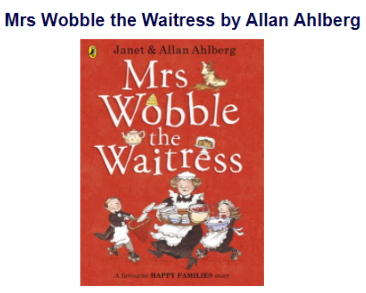 Mrs Wobble the Waitress by Allan Ahlberg
Janet & Allan Ahlberg
Mrs
Wobble
the
Waitress
A favourite HAPPY FAMILIES story